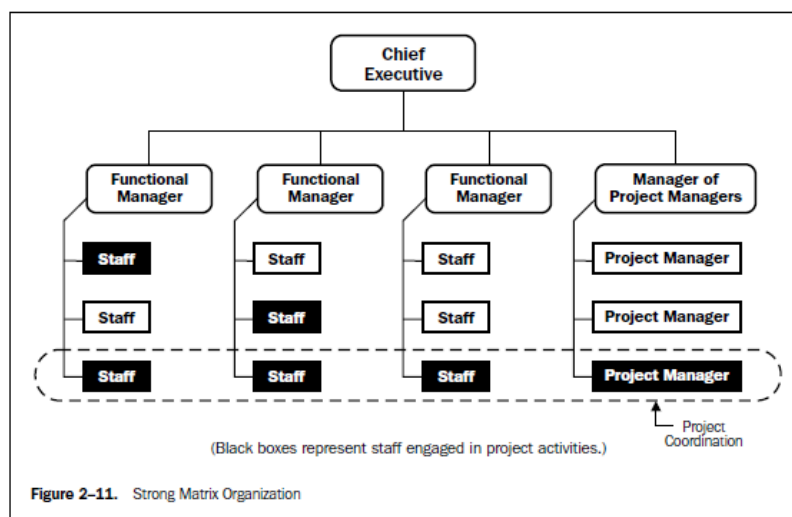 Chief
Executive
Functional
Manager
Functional
Manager
Functional
Manager
Manager of
Project Managers
Staff
Staff
Staff
Project Manager
Staff
Staff
Staff
Project Manager
Staff
Staff
Staff
Project Manager
Project
Coordination
(Black boxes represent staff engaged in project activities.)
Figure 2–11. Strong Matrix Organization